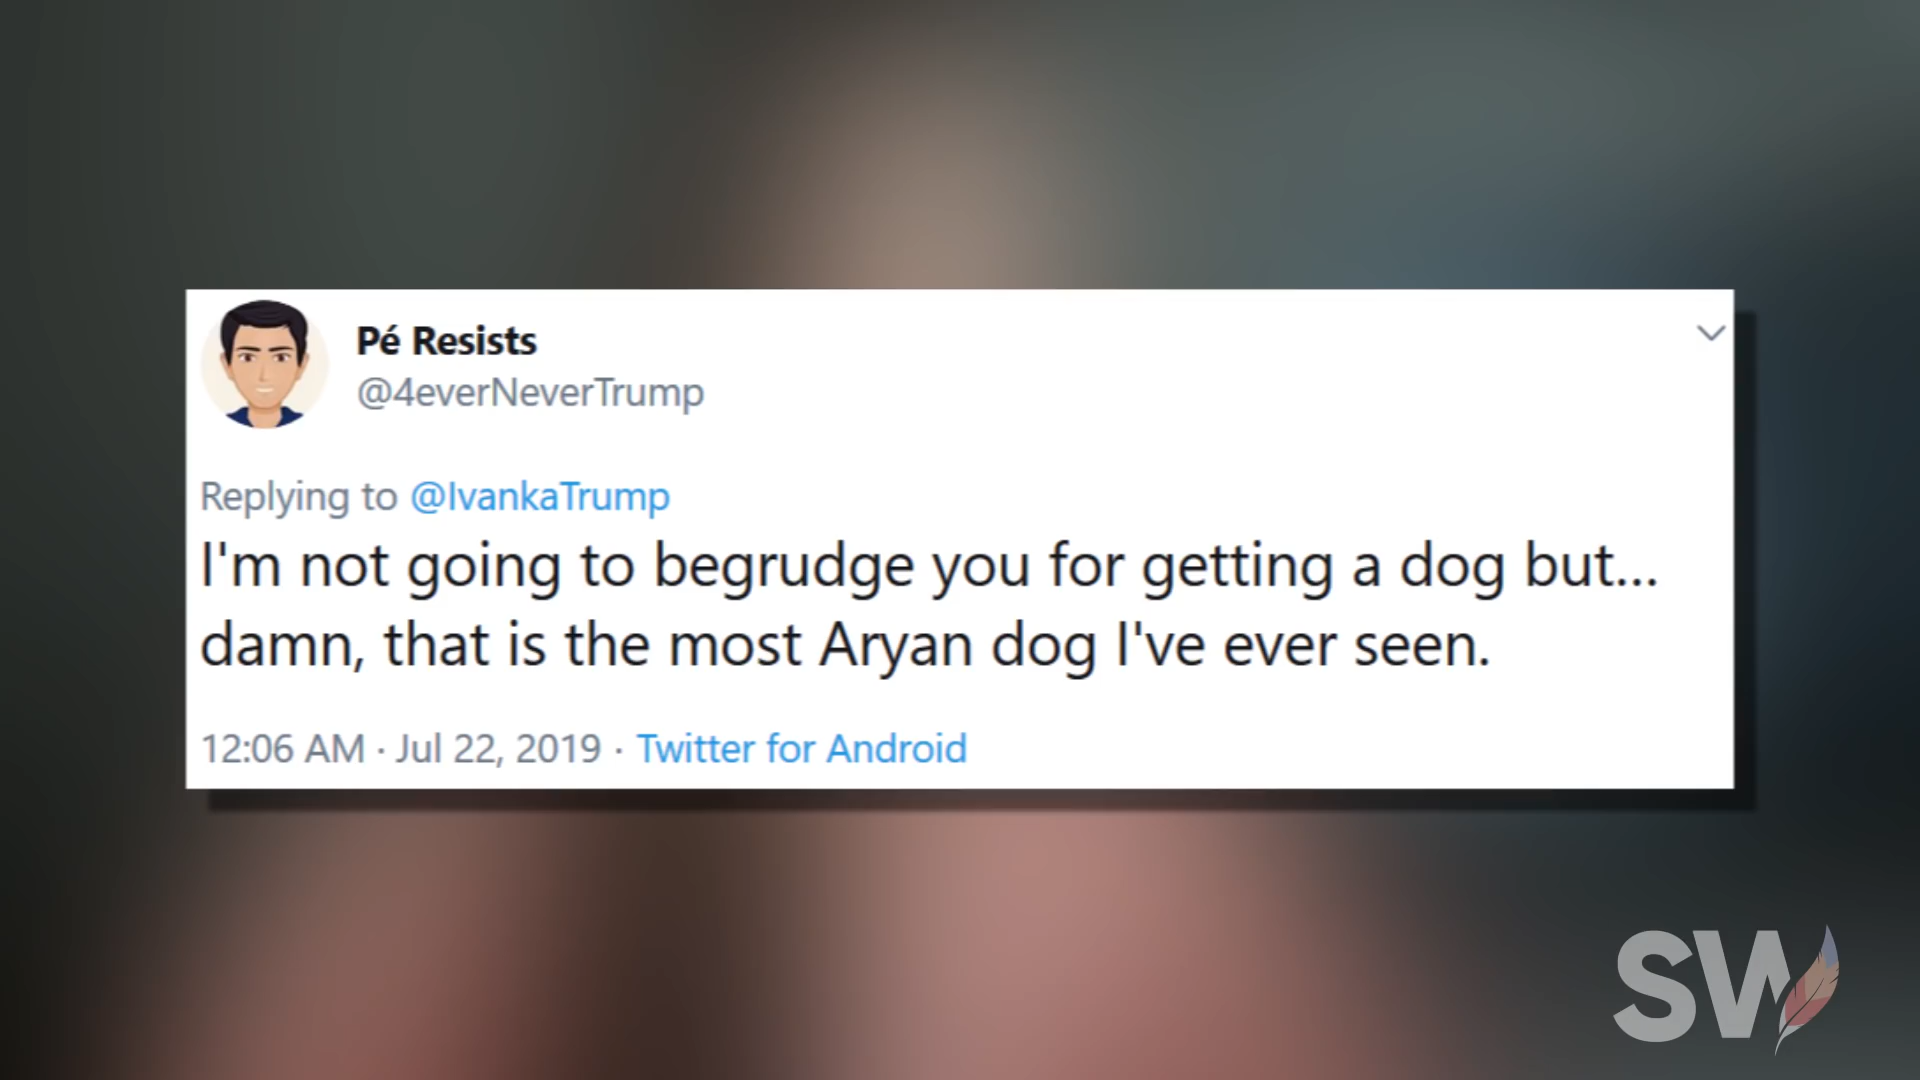 Pé Resists
@4everNeverTrump
Replying to @IvankaTrump
I'm not going to begrudge you for getting a dog but...
damn, that is the most Aryan dog I've ever seen.
12:06 AM · Jul 22, 2019 · Twitter for Android
SW